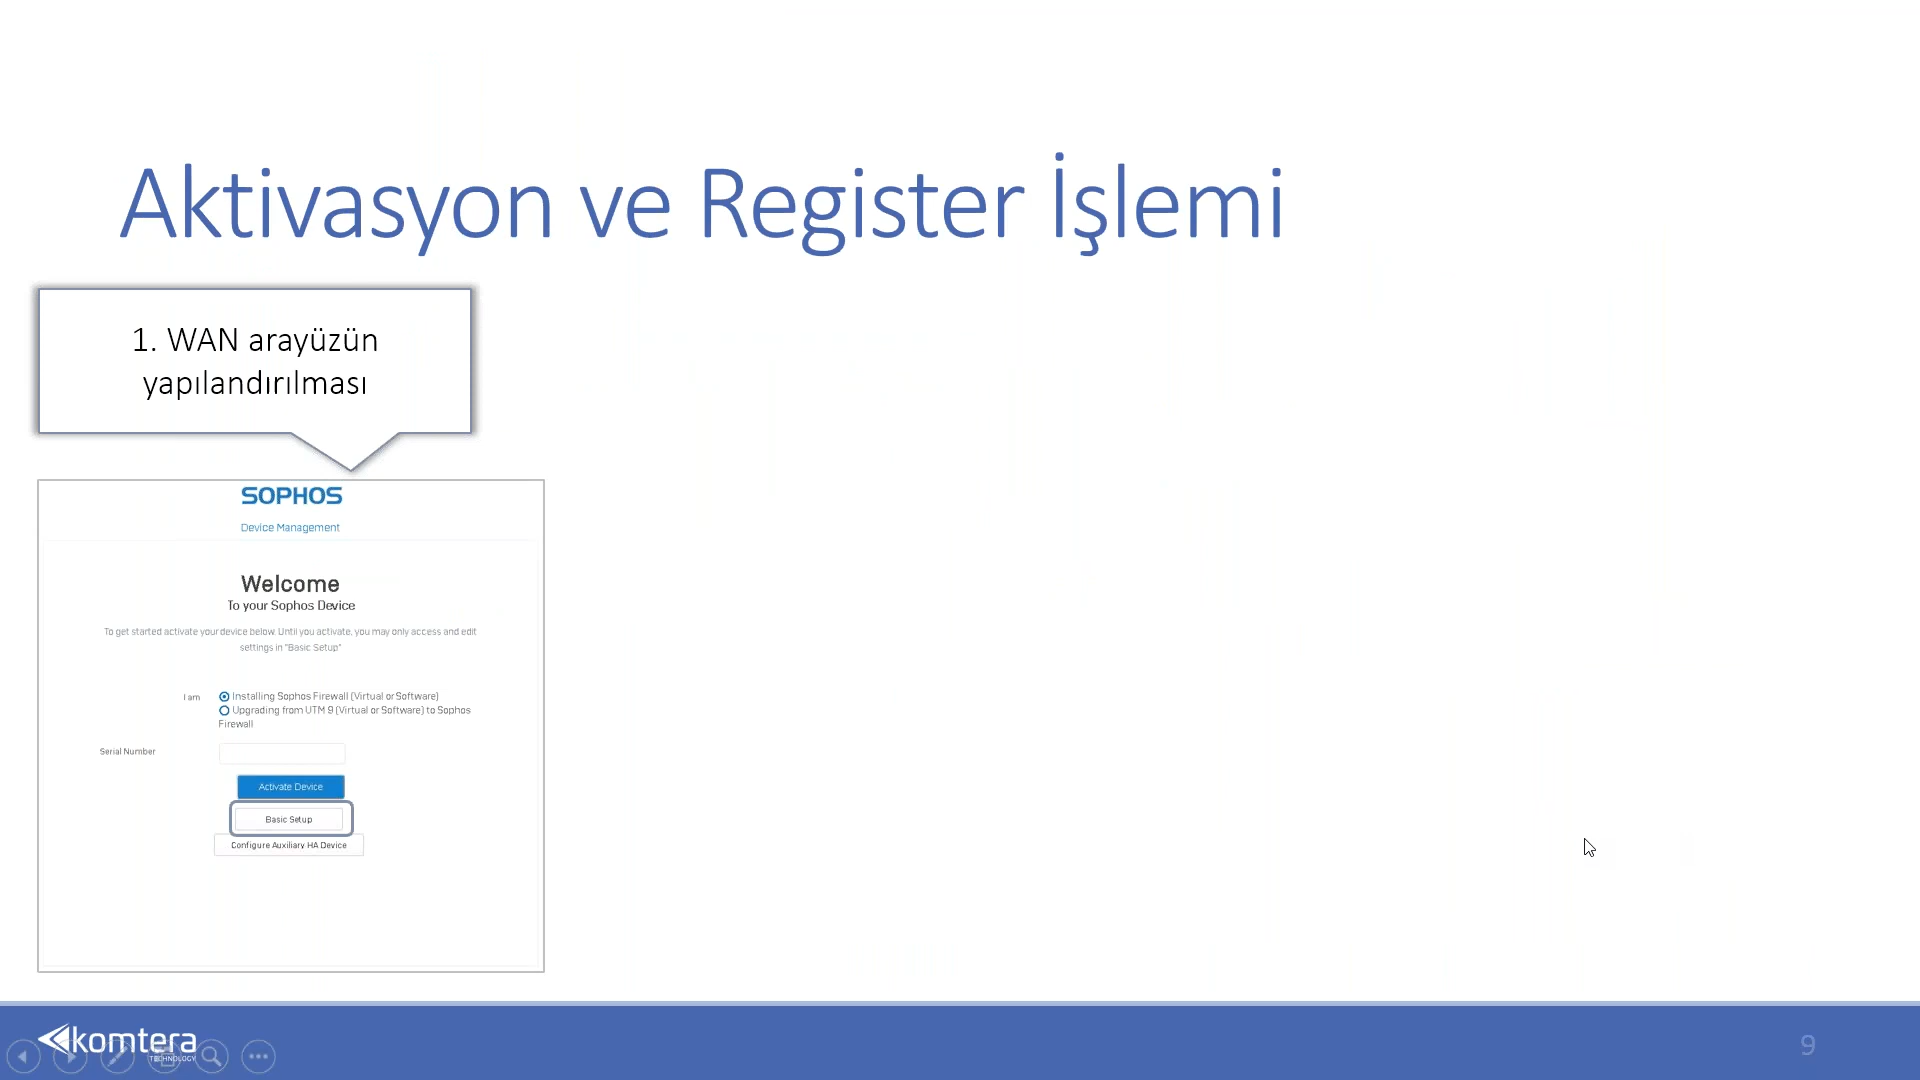 Aktivasyon ve Register İşlemi
1. WAN arayüzün
yapılandırılması
SOPHOS
Device Management
Welcome
To your Sophos Device
To get started activate your device below. Until you activate, you may only access and edit
settings in "Basic Setup"
I am
Installing Sophos Firewall (Virtual or Software)
Upgrading from UTM 9 (Virtual or Software) to Sophos
Firewall
Serial Number
Activate Device
Basic Setup
Configure Auxiliary HA Device
komtera
TECHNOLOGY
9